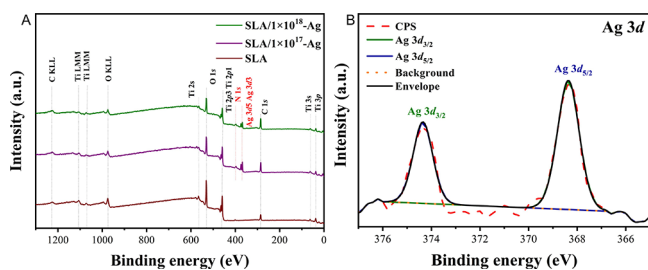 A
SLA/1×10¹⁸-Ag
SLA/1×10¹⁷-Ag
SLA
C KLL
Ti LMM
Ti LMM
O KLL
Ti 2s
O 1s
Ti 2p3 Ti 2p1
N 1s
Ag 3d5 Ag 3d3
C 1s
Ti 3s
Ti 3p
Intensity (a.u.)
1200 1000 800 600 400 200 0
Binding energy (eV)
B
Ag 3d
CPS
Ag 3d₃/₂
Ag 3d₅/₂
Background
Envelope
Ag 3d₃/₂
Ag 3d₅/₂
Intensity (a.u.)
376 374 372 370 368 366
Binding energy (eV)